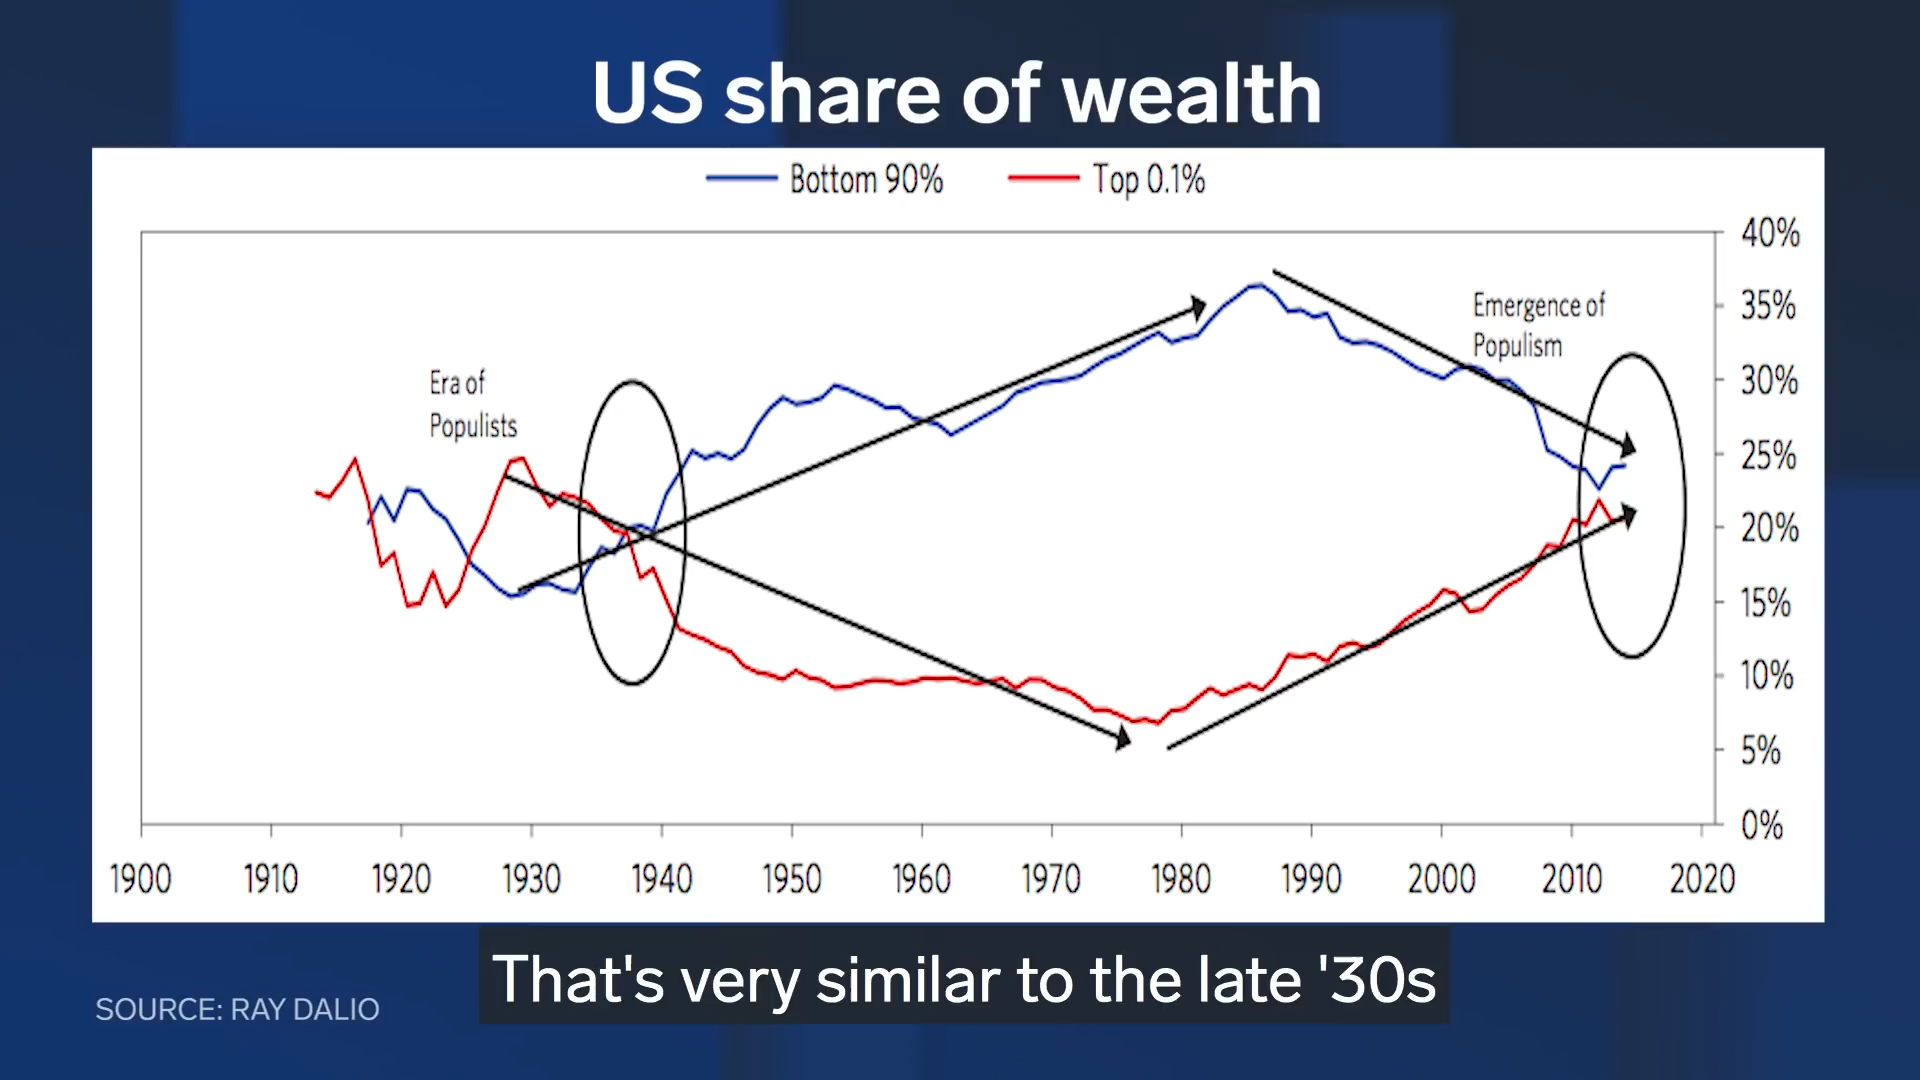 US share of wealth
Bottom 90%
Top 0.1%
40%
35%
30%
25%
20%
15%
10%
5%
0%
Era of
Populists
Emergence of
Populism
1900
1910
1920
1930
1940
1950
1960
1970
1980
1990
2000
2010
2020
That's very similar to the late '30s
SOURCE: RAY DALIO